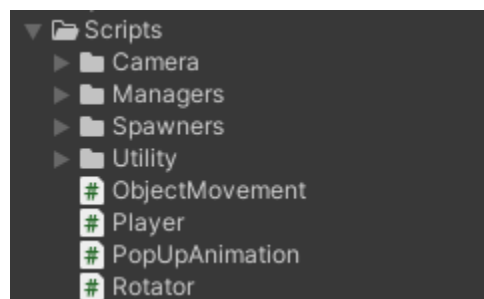 Scripts
Camera
Managers
Spawners
Utility
# ObjectMovement
# Player
# PopUpAnimation
# Rotator